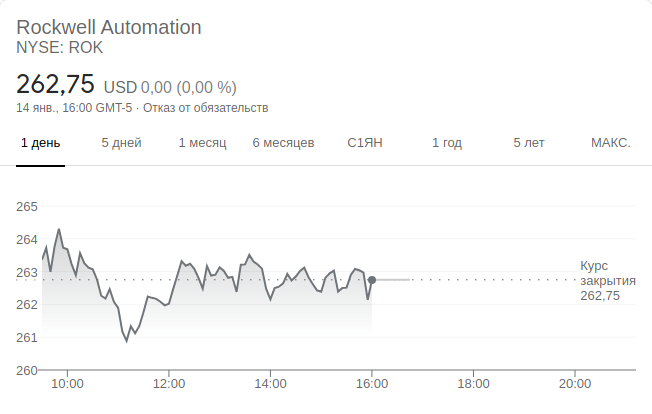 Rockwell Automation
NYSE: ROK
262,75 USD 0,00 (0,00 %)
14 янв., 16:00 GMT-5 · Отказ от обязательств
1 день 5 дней 1 месяц 6 месяцев С1ЯН 1 год 5 лет МАКС.
265
264
263
262
261
260
Курс
закрытия
262,75
10:00 12:00 14:00 16:00 18:00 20:00